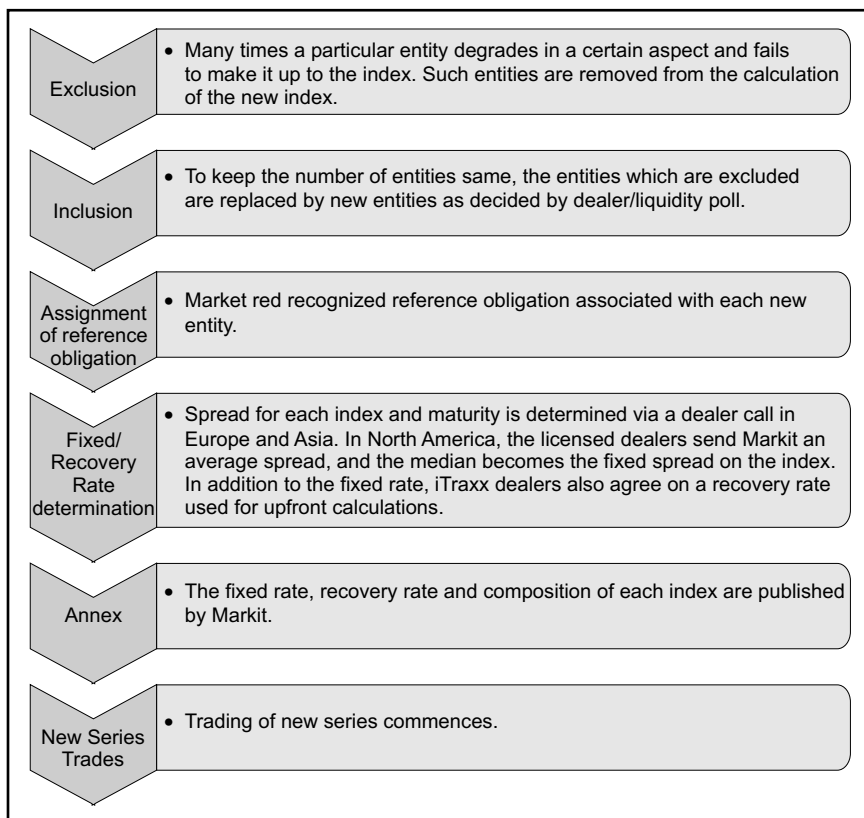 Exclusion
• Many times a particular entity degrades in a certain aspect and fails
to make it up to the index. Such entities are removed from the calculation
of the new index.
Inclusion
• To keep the number of entities same, the entities which are excluded
are replaced by new entities as decided by dealer/liquidity poll.
Assignment
of reference
obligation
• Market red recognized reference obligation associated with each new
entity.
Fixed/
Recovery
Rate
determination
• Spread for each index and maturity is determined via a dealer call in
Europe and Asia. In North America, the licensed dealers send Markit an
average spread, and the median becomes the fixed spread on the index.
In addition to the fixed rate, iTraxx dealers also agree on a recovery rate
used for upfront calculations.
Annex
• The fixed rate, recovery rate and composition of each index are published
by Markit.
New Series
Trades
• Trading of new series commences.